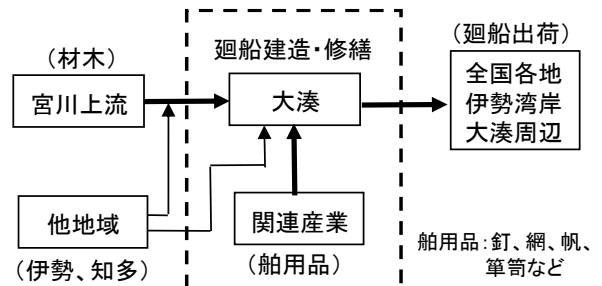 (材木)
宮川上流
廻船建造・修繕
大湊
(廻船出荷)
全国各地
伊勢湾岸
大湊周辺
他地域
(伊勢、知多)
関連産業
(舶用品)
舶用品:釘、網、帆、
箪笥など